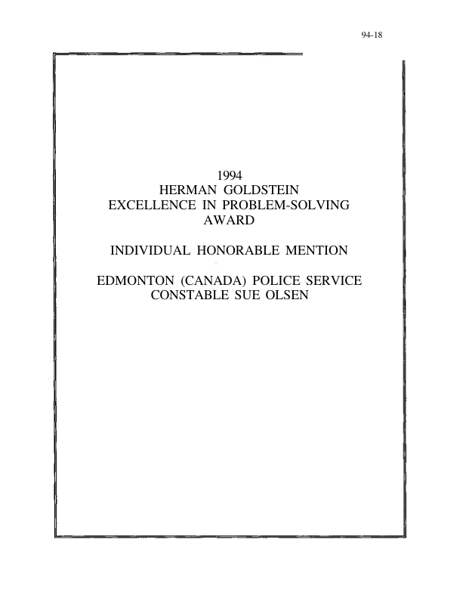 94-18
1994
HERMAN GOLDSTEIN
EXCELLENCE IN PROBLEM-SOLVING
AWARD
INDIVIDUAL HONORABLE MENTION
EDMONTON (CANADA) POLICE SERVICE
CONSTABLE SUE OLSEN